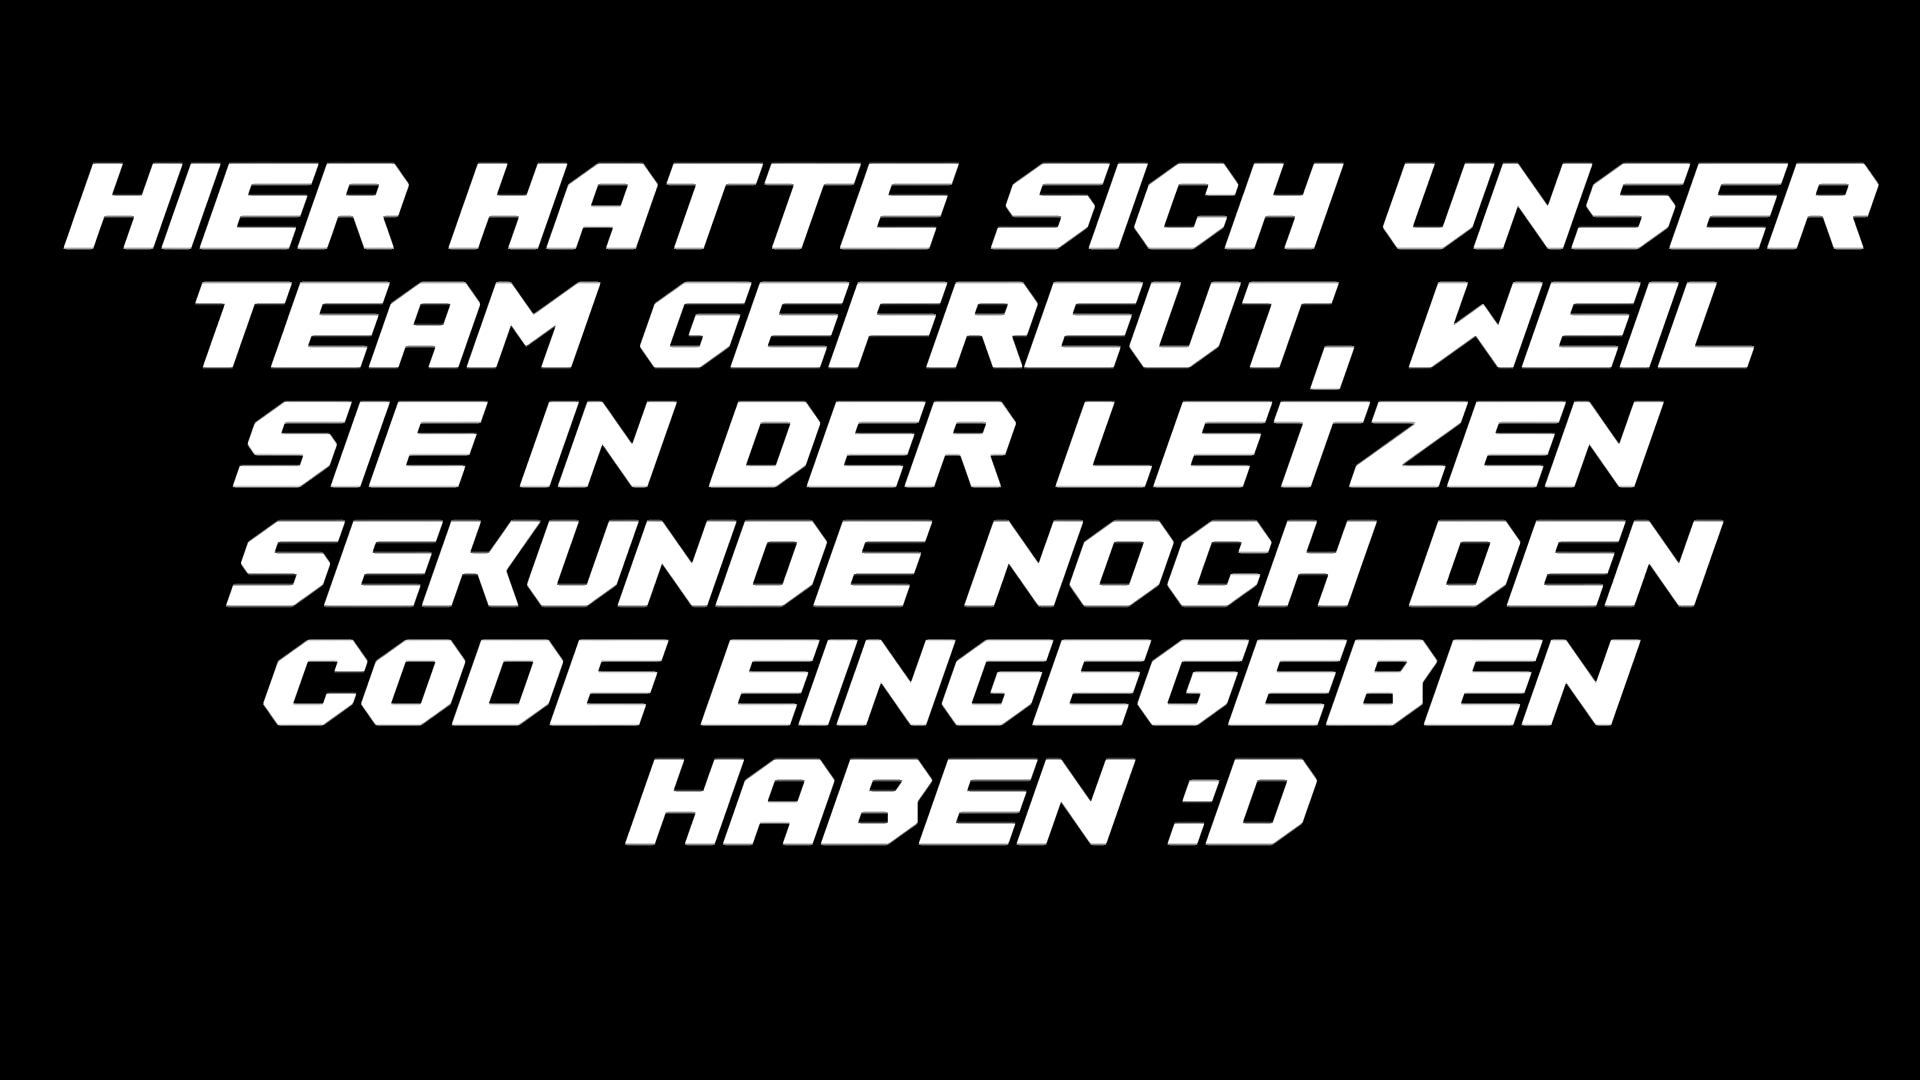 HIER HATTE SICH UNSER
TEAM GEFREUT, WEIL
SIE IN DER LETZEN
SEKUNDE NOCH DEN
CODE EINGEGEBEN
HABEN :D